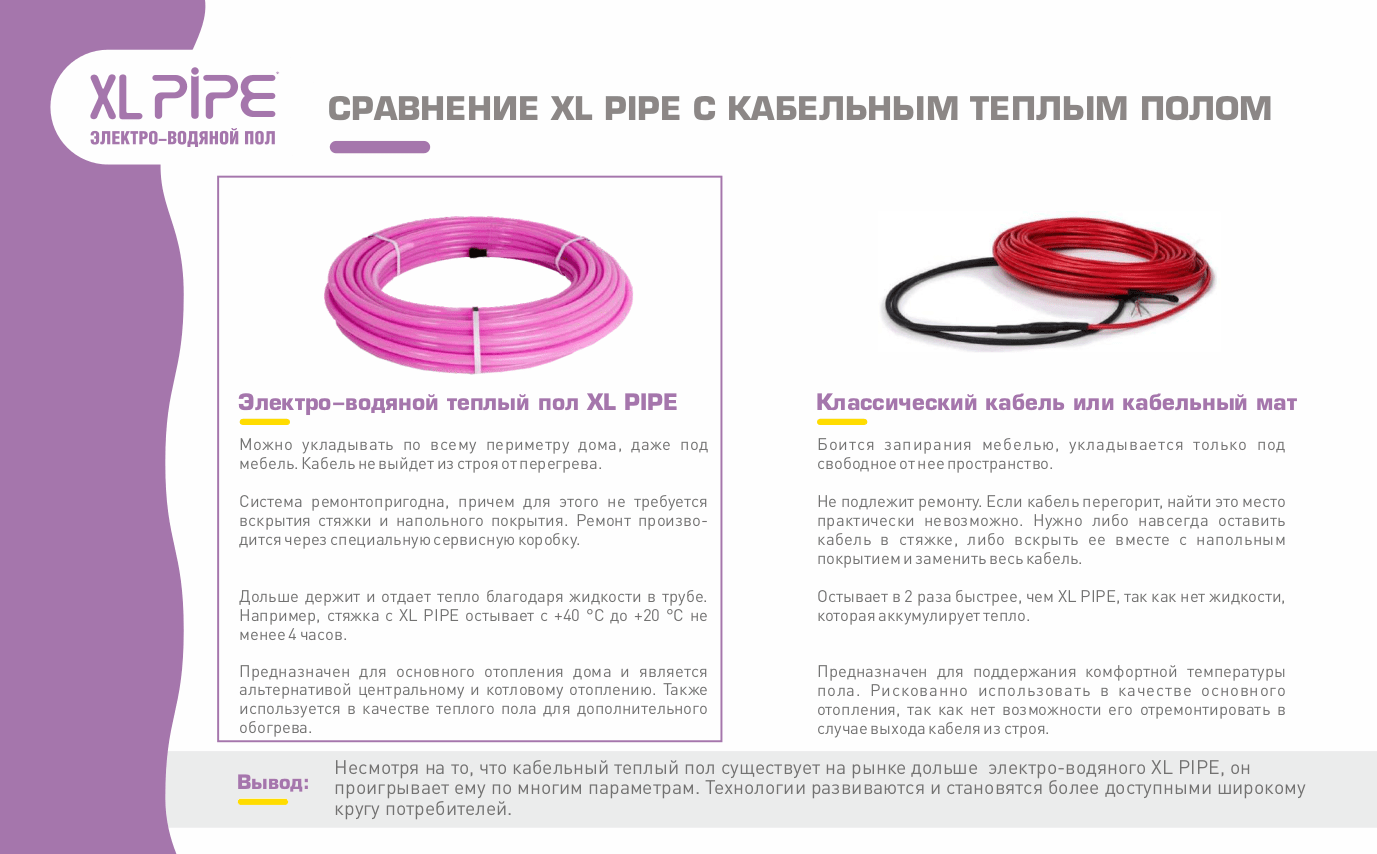 XL PIPE
ЭЛЕКТРО-ВОДЯНОЙ ПОЛ
СРАВНЕНИЕ XL PIPE С КАБЕЛЬНЫМ ТЕПЛЫМ ПОЛОМ
Электро-водяной теплый пол XL PIPE
Можно укладывать по всему периметру дома, даже под
мебель. Кабель не выйдет из строя от перегрева.
Система ремонтопригодна, причем для этого не требуется
вскрытия стяжки и напольного покрытия. Ремонт произво-
дится через специальную сервисную коробку.
Дольше держит и отдает тепло благодаря жидкости в трубе.
Например, стяжка с XL PIPE остывает с +40 °C до +20 °C не
менее 4 часов.
Предназначен для основного отопления дома и является
альтернативой центральному и котловому отоплению. Также
используется в качестве теплого пола для дополнительного
обогрева.
Классический кабель или кабельный мат
Боится запирания мебелью, укладывается только под
свободное от нее пространство.
Не подлежит ремонту. Если кабель перегорит, найти это место
практически невозможно. Нужно либо навсегда оставить
кабель в стяжке, либо вскрыть ее вместе с напольным
покрытием и заменить весь кабель.
Остывает в 2 раза быстрее, чем XL PIPE, так как нет жидкости,
которая аккумулирует тепло.
Предназначен для поддержания комфортной температуры
пола. Рискованно использовать в качестве основного
отопления, так как нет возможности его отремонтировать в
случае выхода кабеля из строя.
Вывод:
Несмотря на то, что кабельный теплый пол существует на рынке дольше электро-водяного XL PIPE, он
проигрывает ему по многим параметрам. Технологии развиваются и становятся более доступными широкому
кругу потребителей.